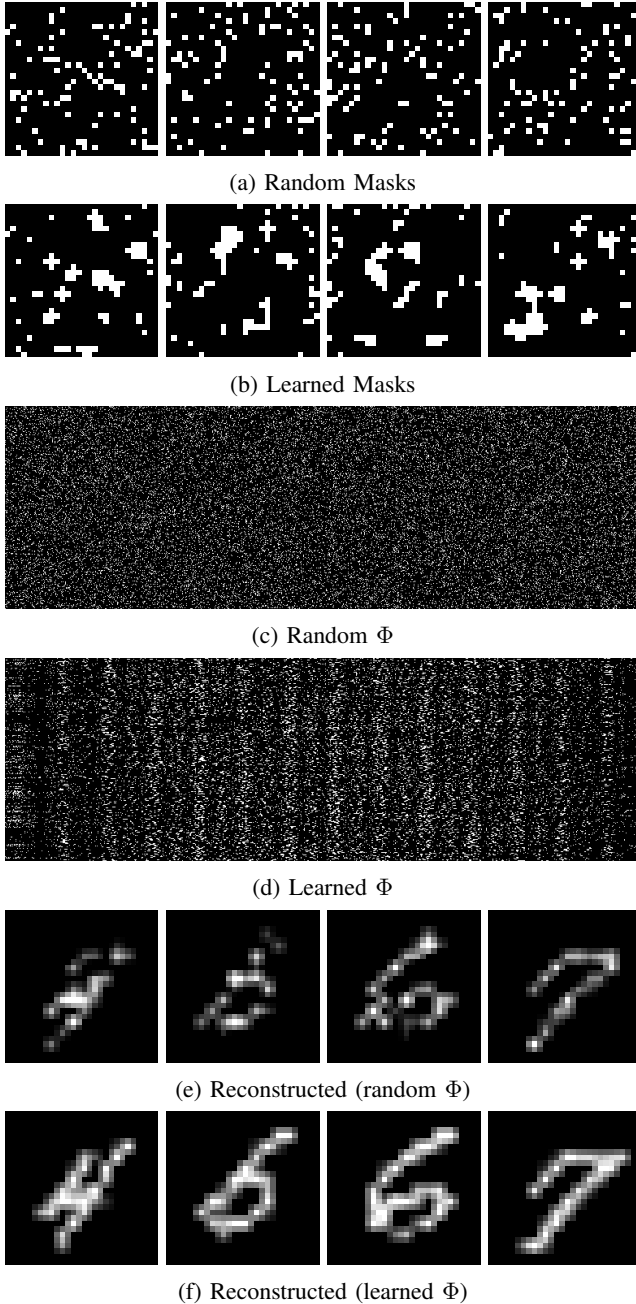 (a) Random Masks
(b) Learned Masks
(c) Random Φ
(d) Learned Φ
(e) Reconstructed (random Φ)
(f) Reconstructed (learned Φ)